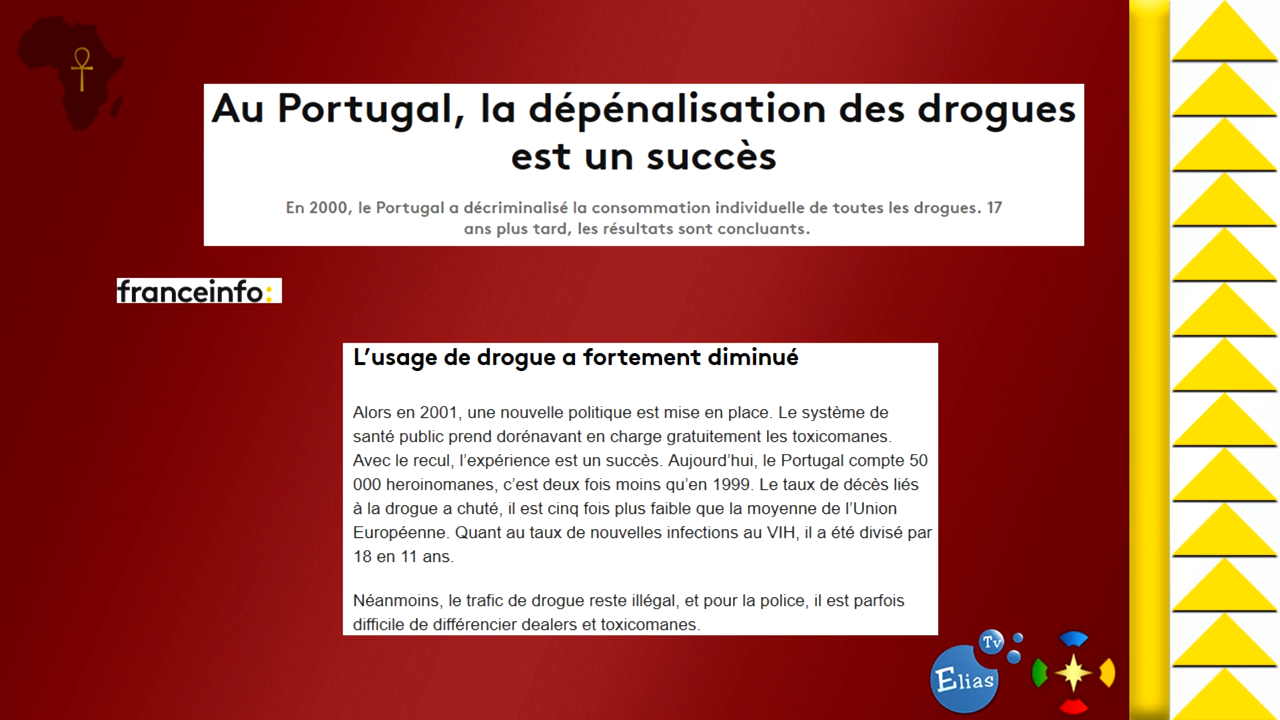 Au Portugal, la dépénalisation des drogues
est un succès
En 2000, le Portugal a décriminalisé la consommation individuelle de toutes les drogues. 17
ans plus tard, les résultats sont concluants.
franceinfo:
L’usage de drogue a fortement diminué
Alors en 2001, une nouvelle politique est mise en place. Le système de
santé public prend dorénavant en charge gratuitement les toxicomanes.
Avec le recul, l’expérience est un succès. Aujourd’hui, le Portugal compte 50
000 heroinomanes, c’est deux fois moins qu’en 1999. Le taux de décès liés
à la drogue a chuté, il est cinq fois plus faible que la moyenne de l’Union
Européenne. Quant au taux de nouvelles infections au VIH, il a été divisé par
18 en 11 ans.
Néanmoins, le trafic de drogue reste illégal, et pour la police, il est parfois
difficile de différencier dealers et toxicomanes.
Tv
Elias